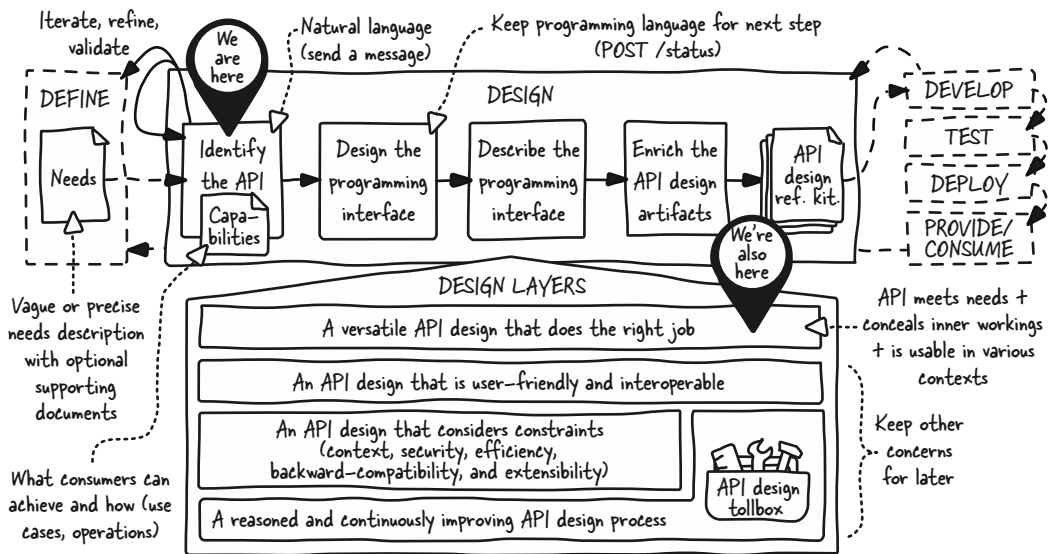 Iterate, refine,
validate
We
are
here
Natural language
(send a message)
Keep programming language for next step
(POST /status)
DEFINE
Needs
DESIGN
Identify
the API
Capa-
bilities
Design the
programming
interface
Describe the
programming
interface
Enrich the
API design
artifacts
API
design
ref. kit.
DEVELOP
TEST
DEPLOY
PROVIDE/
CONSUME
We're
also
here
Vague or precise
needs description
with optional
supporting
documents
What consumers can
achieve and how (use
cases, operations)
DESIGN LAYERS
A versatile API design that does the right job
An API design that is user-friendly and interoperable
An API design that considers constraints
(context, security, efficiency,
backward-compatibility, and extensibility)
A reasoned and continuously improving API design process
API design
tollbox
API meets needs +
conceals inner workings
+ is usable in various
contexts
Keep other
concerns
for later